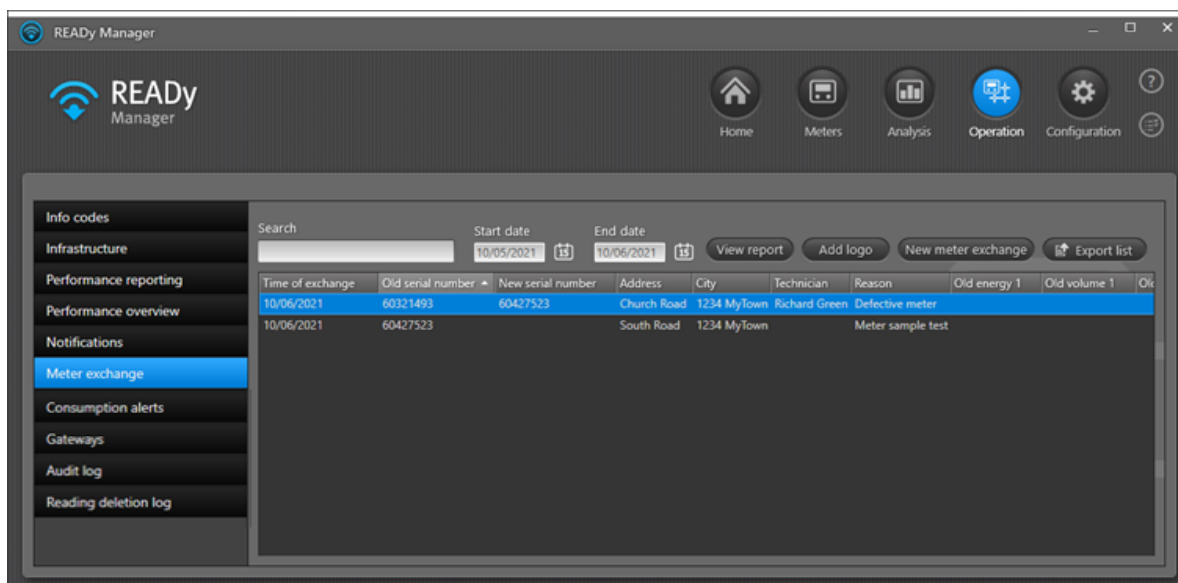 READy Manager
READy
Manager
Home Meters Analysis Operation Configuration
Info codes
Infrastructure
Performance reporting
Performance overview
Notifications
Meter exchange
Consumption alerts
Gateways
Audit log
Reading deletion log
Search Start date End date
10/05/2021 15 10/06/2021 15 View report Add logo New meter exchange Export list
Time of exchange Old serial number New serial number Address City Technician Reason Old energy 1 Old volume 1
10/06/2021 60321493 60427523 Church Road 1234 MyTown Richard Green Defective meter
10/06/2021 60427523 South Road 1234 MyTown Meter sample test